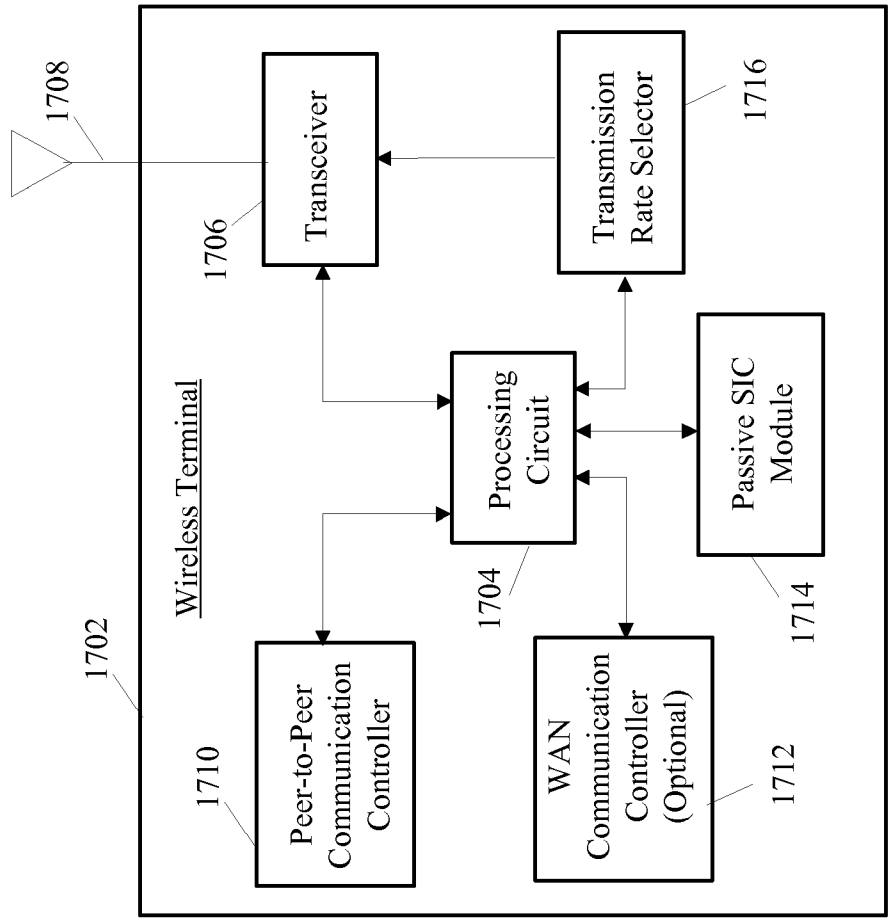 1702
Wireless Terminal
1708
1710
Peer-to-Peer
Communication
Controller
1706
Transceiver
1704
Processing
Circuit
WAN
Communication
Controller
(Optional)
1712
Passive SIC
Module
1714
Transmission
Rate Selector
1716